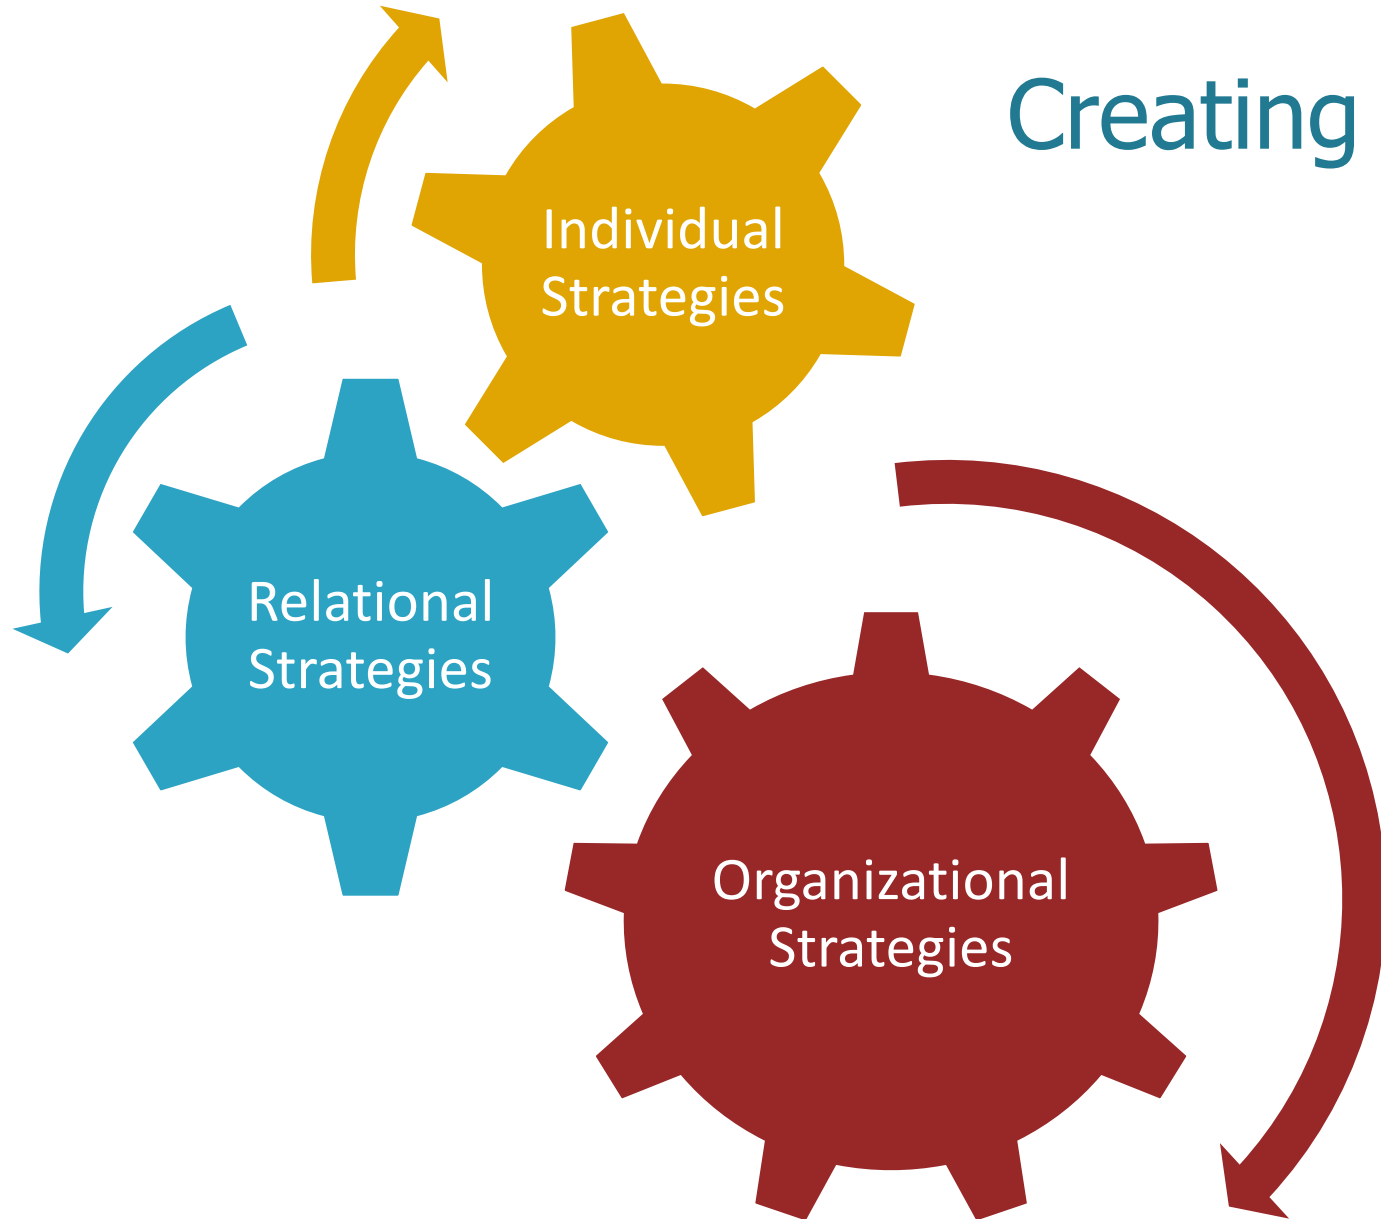 Creating
Individual
Strategies
Relational
Strategies
Organizational
Strategies